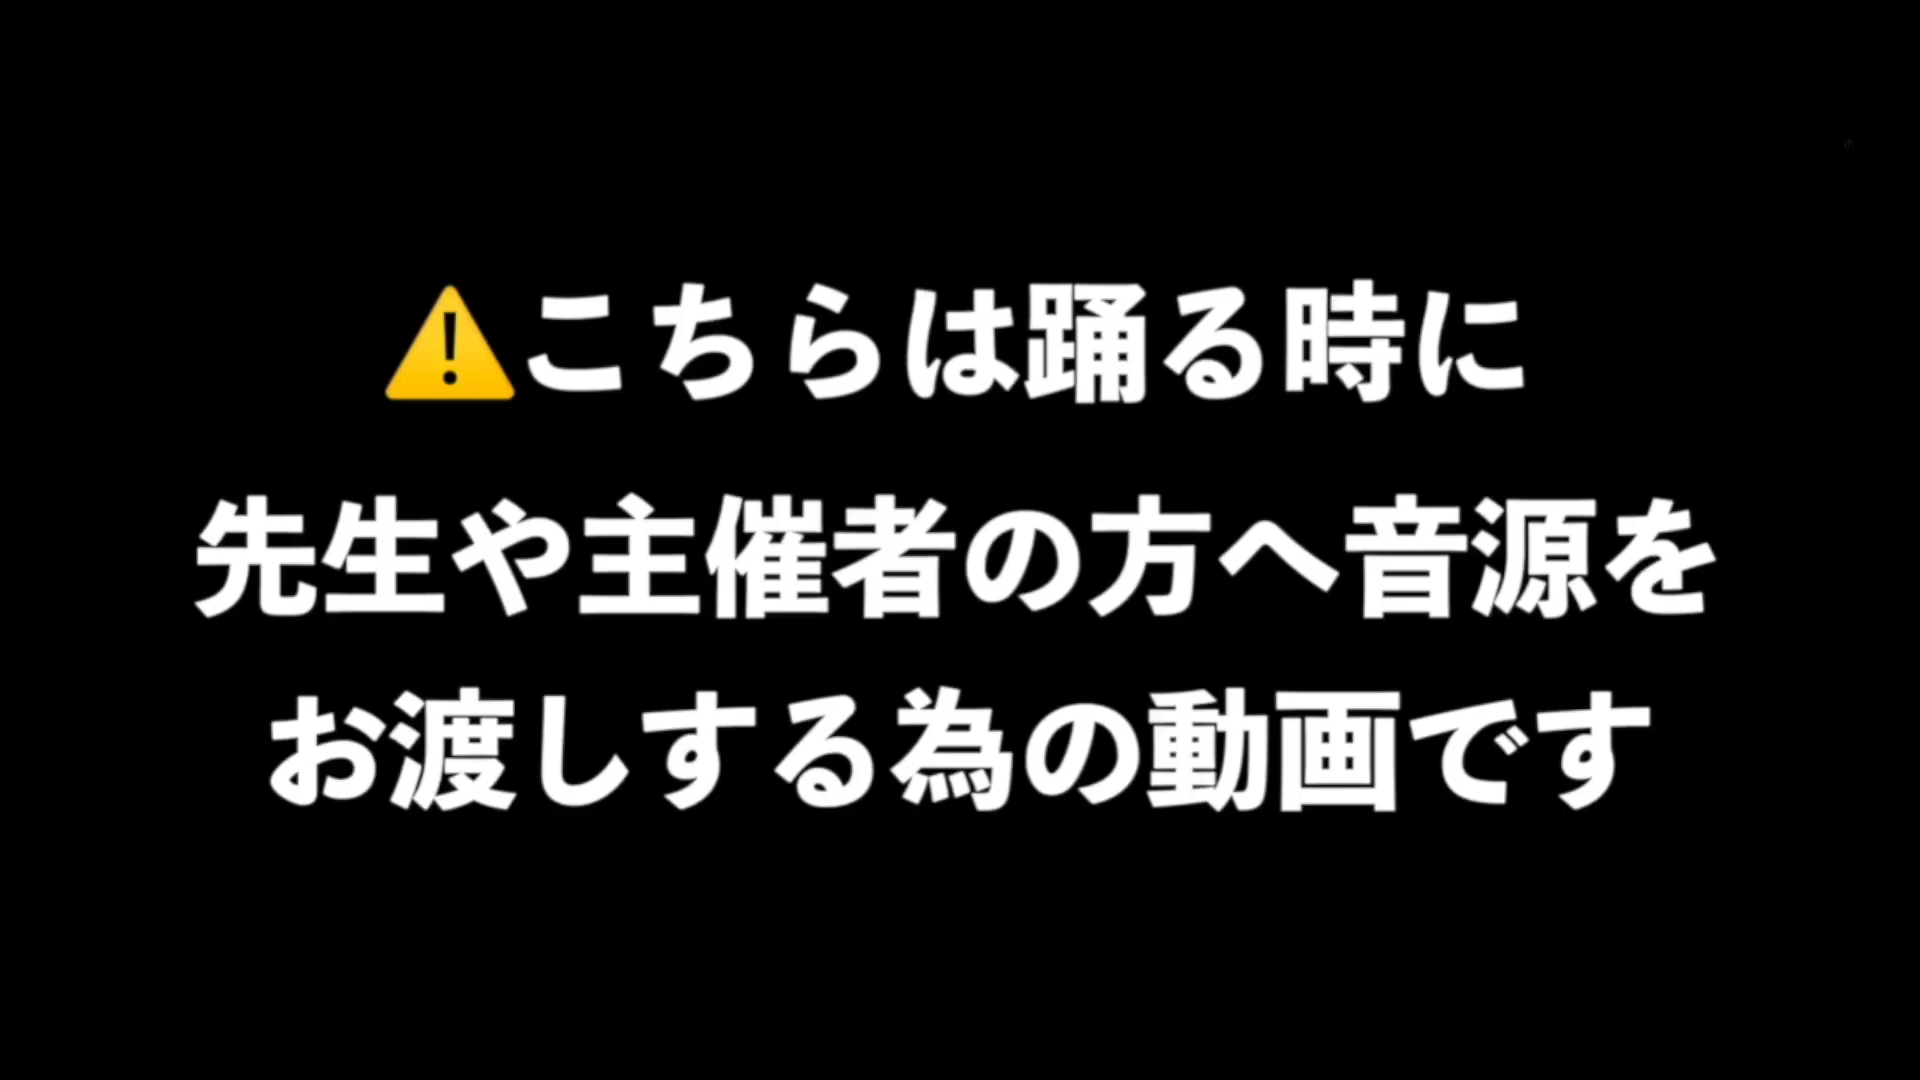 ⚠️こちらは踊る時に
先生や主催者の方へ音源を
お渡しする為の動画です